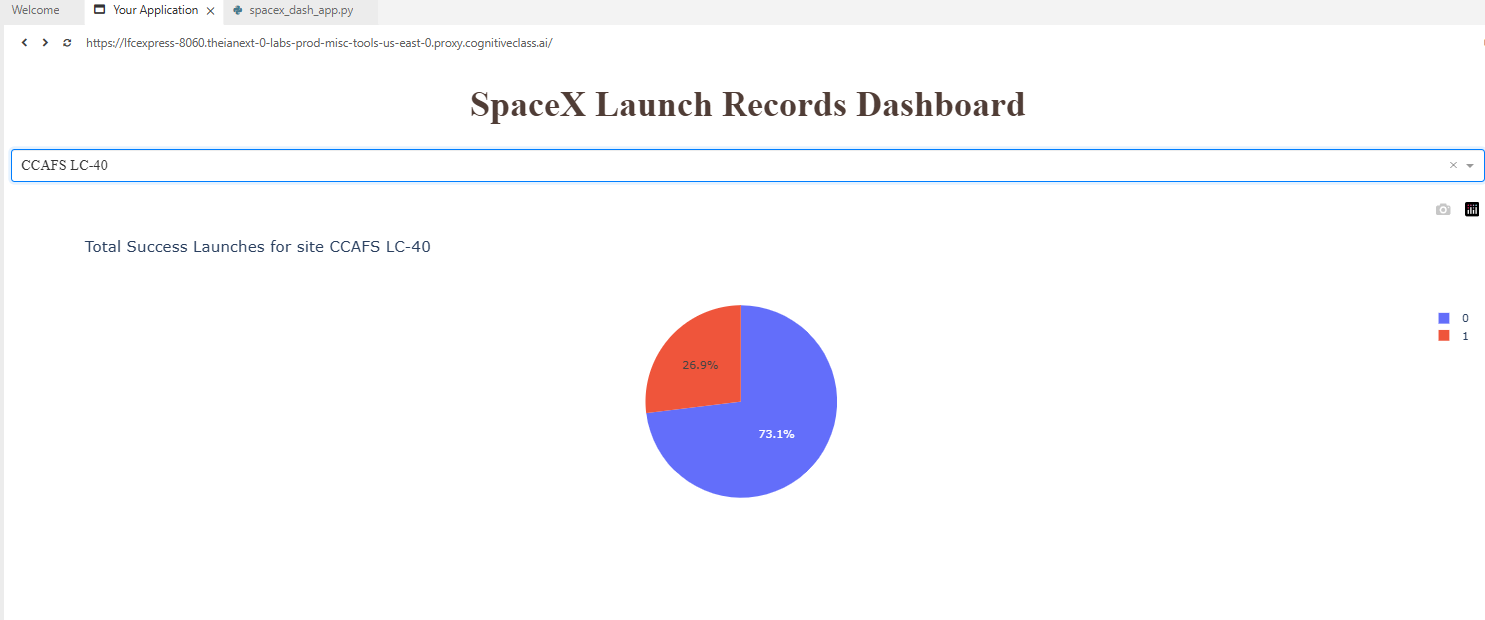 Welcome
Your Application
spacex_dash_app.py
https://lfcexpress-8060.theianext-0-labs-prod-misc-tools-us-east-0.proxy.cognitiveclass.ai/
SpaceX Launch Records Dashboard
CCAFS LC-40
Total Success Launches for site CCAFS LC-40
0
1
26.9%
73.1%